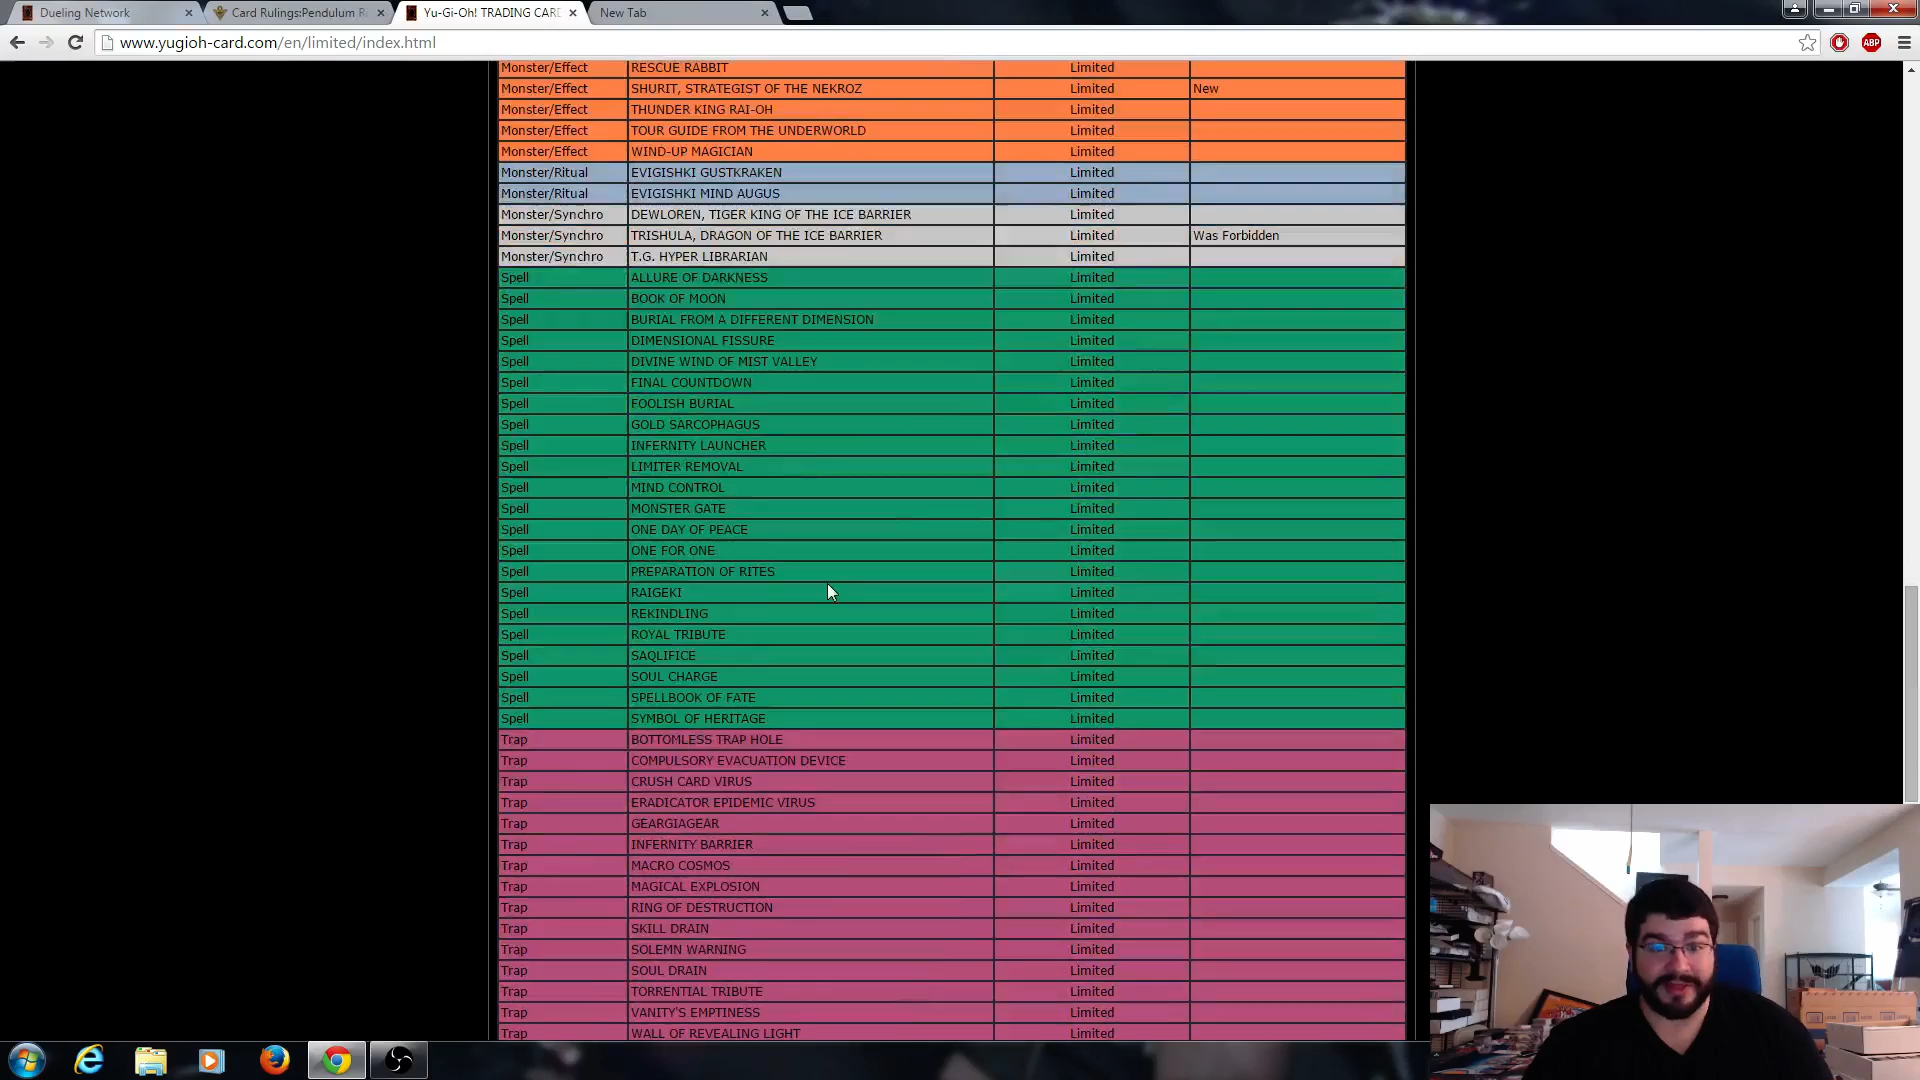 Dueling Network
Card Rulings:Pendulum R
Yu-Gi-Oh! TRADING CARD
New Tab
www.yugioh-card.com/en/limited/index.html
ABP
Monster/Effect RESCUE RABBIT Limited
Monster/Effect SHURIT, STRATEGIST OF THE NEKROZ Limited New
Monster/Effect THUNDER KING RAI-OH Limited
Monster/Effect TOUR GUIDE FROM THE UNDERWORLD Limited
Monster/Effect WIND-UP MAGICIAN Limited
Monster/Ritual EVIGISHKI GUSTKRAKEN Limited
Monster/Ritual EVIGISHKI MIND AUGUS Limited
Monster/Synchro DEWLOREN, TIGER KING OF THE ICE BARRIER Limited
Monster/Synchro TRISHULA, DRAGON OF THE ICE BARRIER Limited Was Forbidden
Monster/Synchro T.G. HYPER LIBRARIAN Limited
Spell ALLURE OF DARKNESS Limited
Spell BOOK OF MOON Limited
Spell BURIAL FROM A DIFFERENT DIMENSION Limited
Spell DIMENSIONAL FISSURE Limited
Spell DIVINE WIND OF MIST VALLEY Limited
Spell FINAL COUNTDOWN Limited
Spell FOOLISH BURIAL Limited
Spell GOLD SARCOPHAGUS Limited
Spell INFERNITY LAUNCHER Limited
Spell LIMITER REMOVAL Limited
Spell MIND CONTROL Limited
Spell MONSTER GATE Limited
Spell ONE DAY OF PEACE Limited
Spell ONE FOR ONE Limited
Spell PREPARATION OF RITES Limited
Spell RAIGEKI Limited
Spell REKINDLING Limited
Spell ROYAL TRIBUTE Limited
Spell SAQLIFICE Limited
Spell SOUL CHARGE Limited
Spell SPELLBOOK OF FATE Limited
Spell SYMBOL OF HERITAGE Limited
Trap BOTTOMLESS TRAP HOLE Limited
Trap COMPULSORY EVACUATION DEVICE Limited
Trap CRUSH CARD VIRUS Limited
Trap ERADICATOR EPIDEMIC VIRUS Limited
Trap GEARGIAGEAR Limited
Trap INFERNITY BARRIER Limited
Trap MACRO COSMOS Limited
Trap MAGICAL EXPLOSION Limited
Trap RING OF DESTRUCTION Limited
Trap SKILL DRAIN Limited
Trap SOLEMN WARNING Limited
Trap SOUL DRAIN Limited
Trap TORRENTIAL TRIBUTE Limited
Trap VANITY'S EMPTINESS Limited
Trap WALL OF REVEALING LIGHT Limited